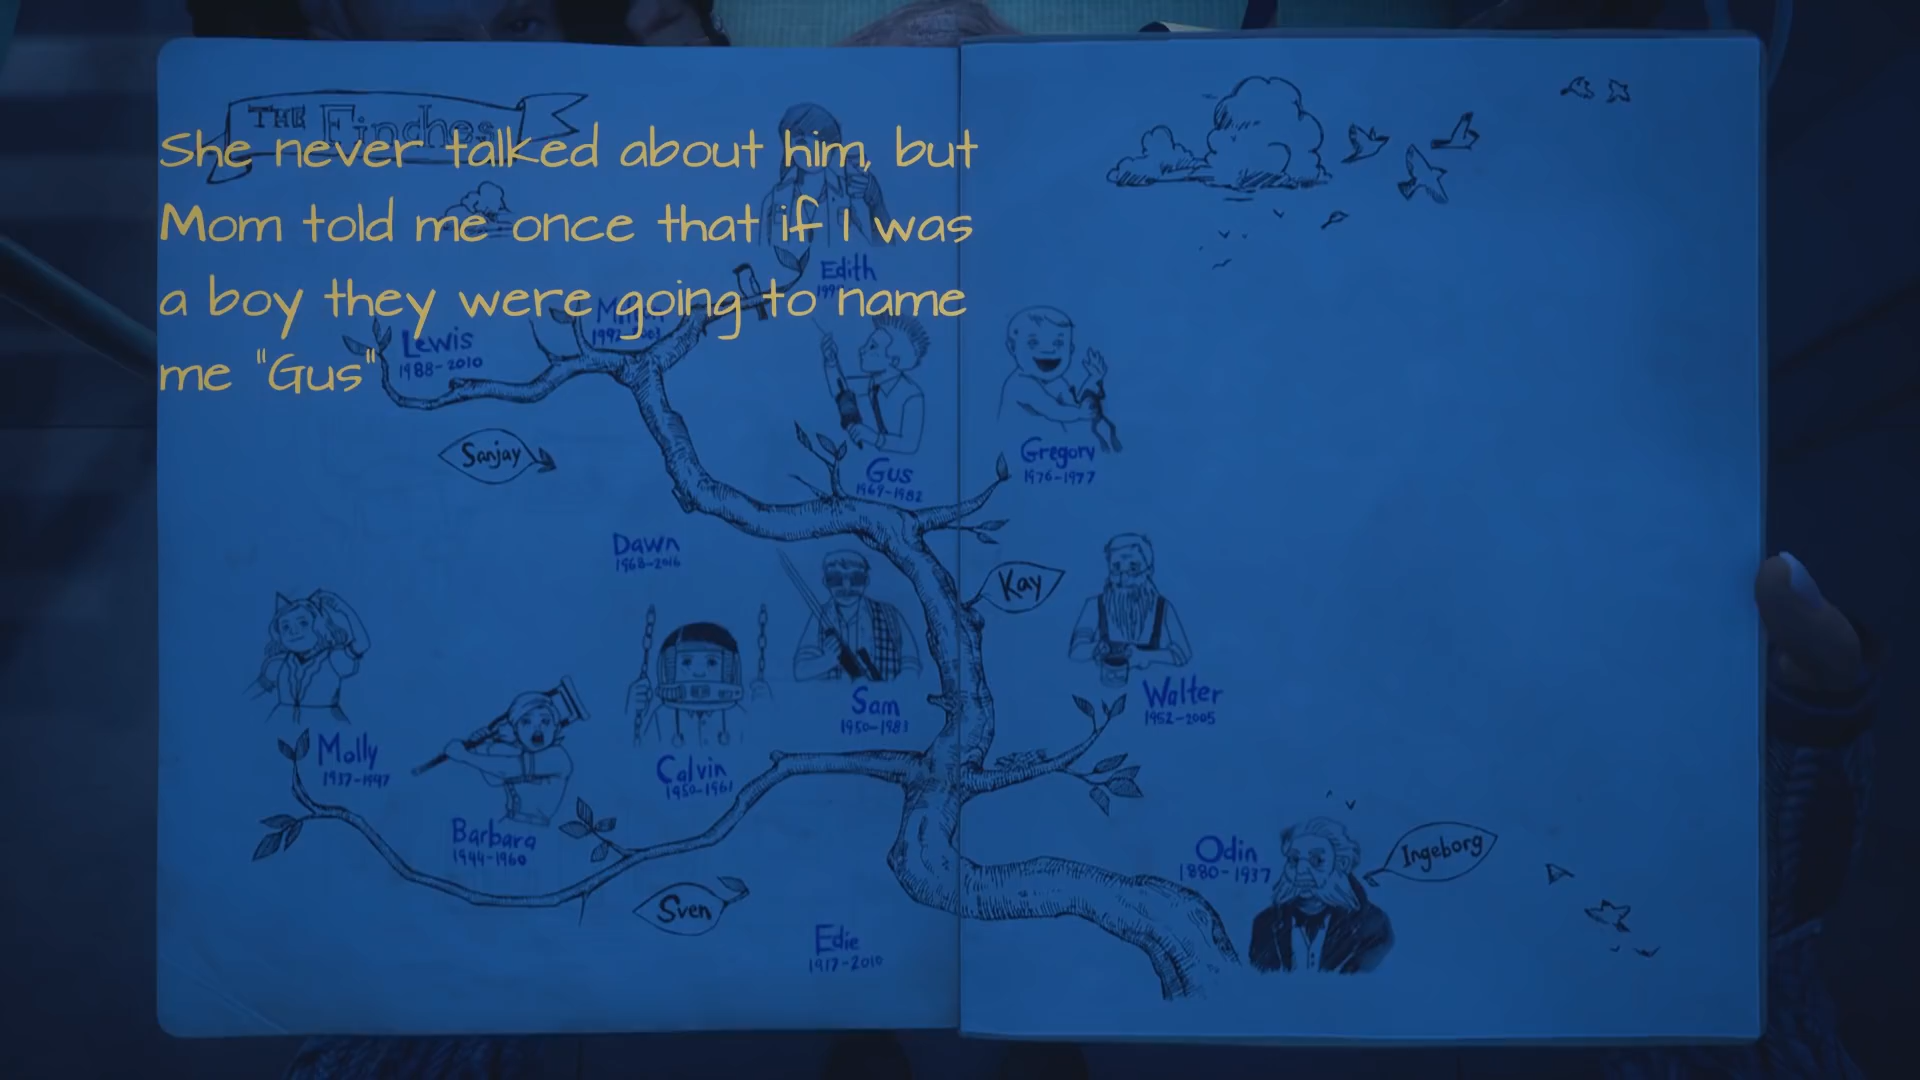 THE Finches
She never talked about him, but
Mom told me once that if I was
a boy they were going to name
me "Gus"
Edith
Milton
Lewis
1988-2010
Gus
1969-1982
Gregory
1976-1977
Sanjay
Dawn
1968-2016
Kay
Sam
1950-1983
Walter
1952-2005
Molly
1937-1947
Calvin
1950-1961
Barbara
1944-1960
Odin
1880-1937
Ingeborg
Sven
Edie
1917-2010